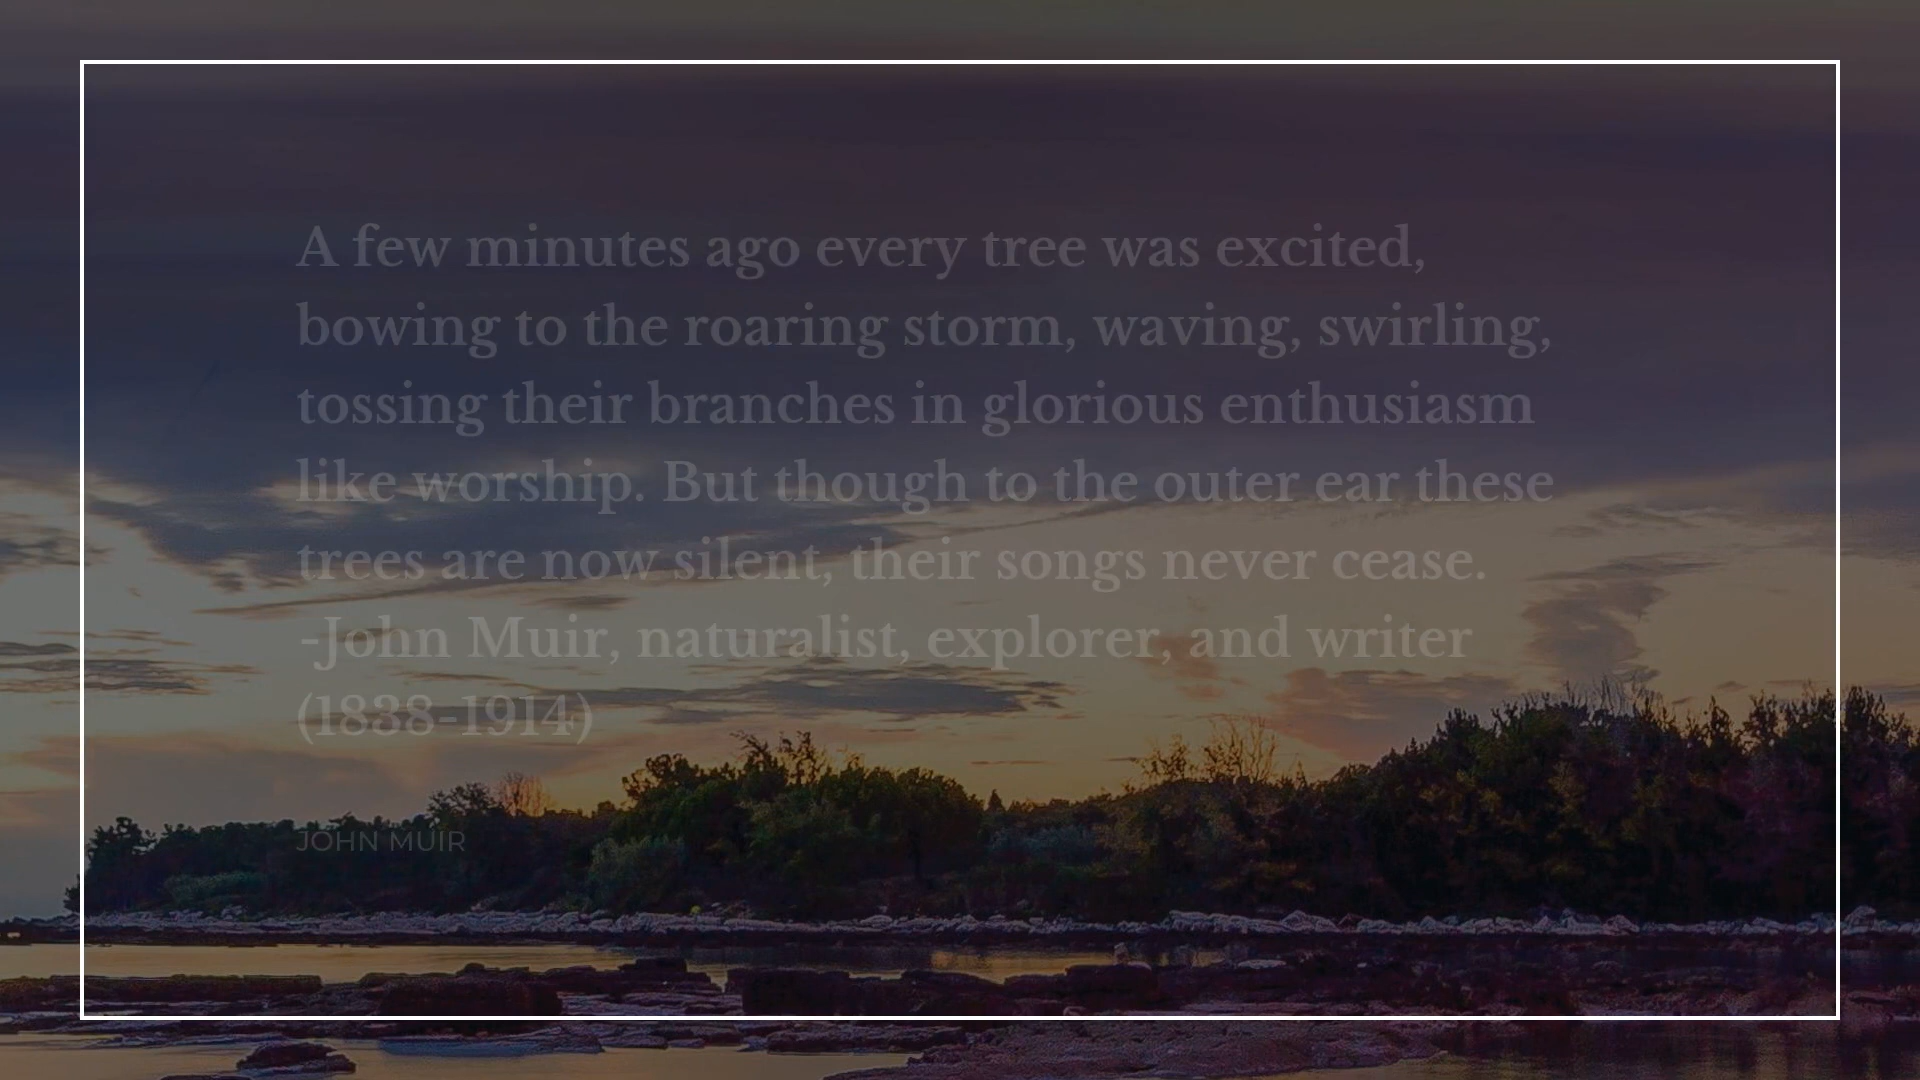 A few minutes ago every tree was excited,
bowing to the roaring storm, waving, swirling,
tossing their branches in glorious enthusiasm
like worship. But though to the outer ear these
trees are now silent, their songs never cease.
-John Muir, naturalist, explorer, and writer
(1838-1914)
JOHN MUIR